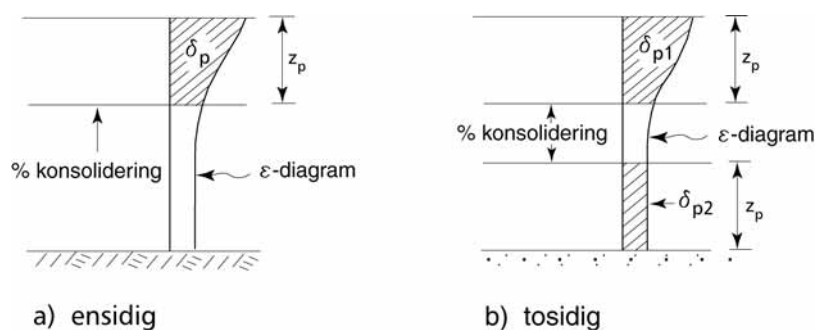 δp
zp
% konsolidering
ε-diagram
a) ensidig
δp1
zp
% konsolidering
ε-diagram
δp2
zp
b) tosidig